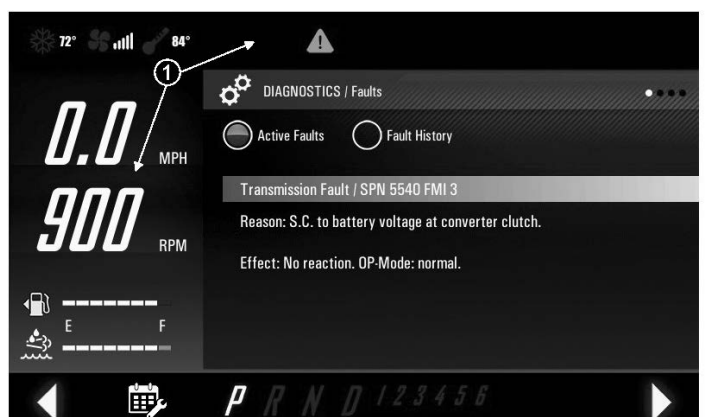 72° 84°
1
DIAGNOSTICS / Faults
Active Faults Fault History
0.0 MPH
Transmission Fault / SPN 5540 FMI 3
Reason: S.C. to battery voltage at converter clutch.
900 RPM
Effect: No reaction. OP-Mode: normal.
E F
P R N D 1 2 3 4 5 6